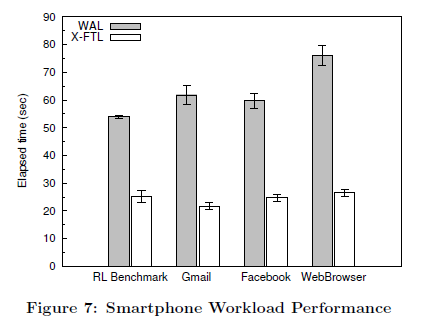 90
80
70
60
50
40
30
20
10
0
Elapsed time (sec)
WAL
X-FTL
RL Benchmark Gmail Facebook WebBrowser
Figure 7: Smartphone Workload Performance